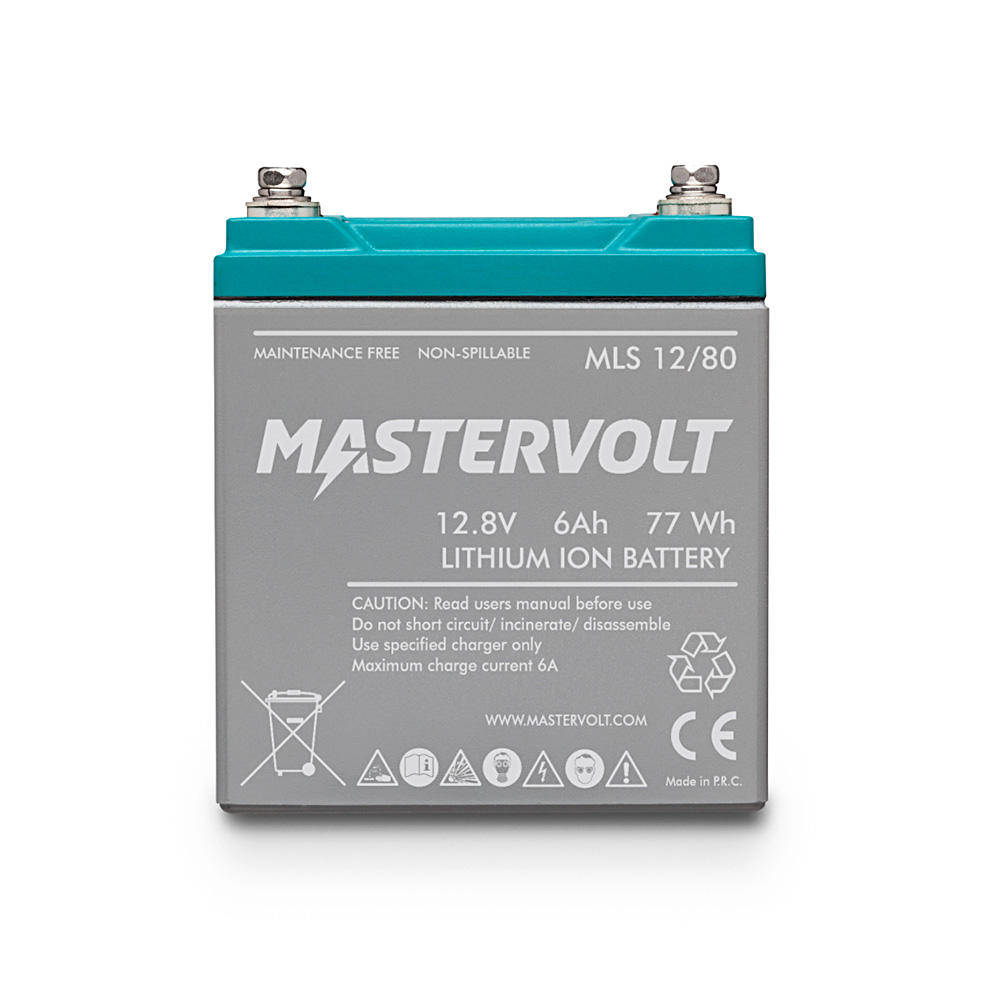 MAINTENANCE FREE NON-SPILLABLE MLS 12/80
MASTERVOLT
12.8V 6Ah 77 Wh
LITHIUM ION BATTERY
CAUTION: Read users manual before use
Do not short circuit/ incinerate/ disassemble
Use specified charger only
Maximum charge current 6A
WWW.MASTERVOLT.COM
CE
Made in P.R.C.